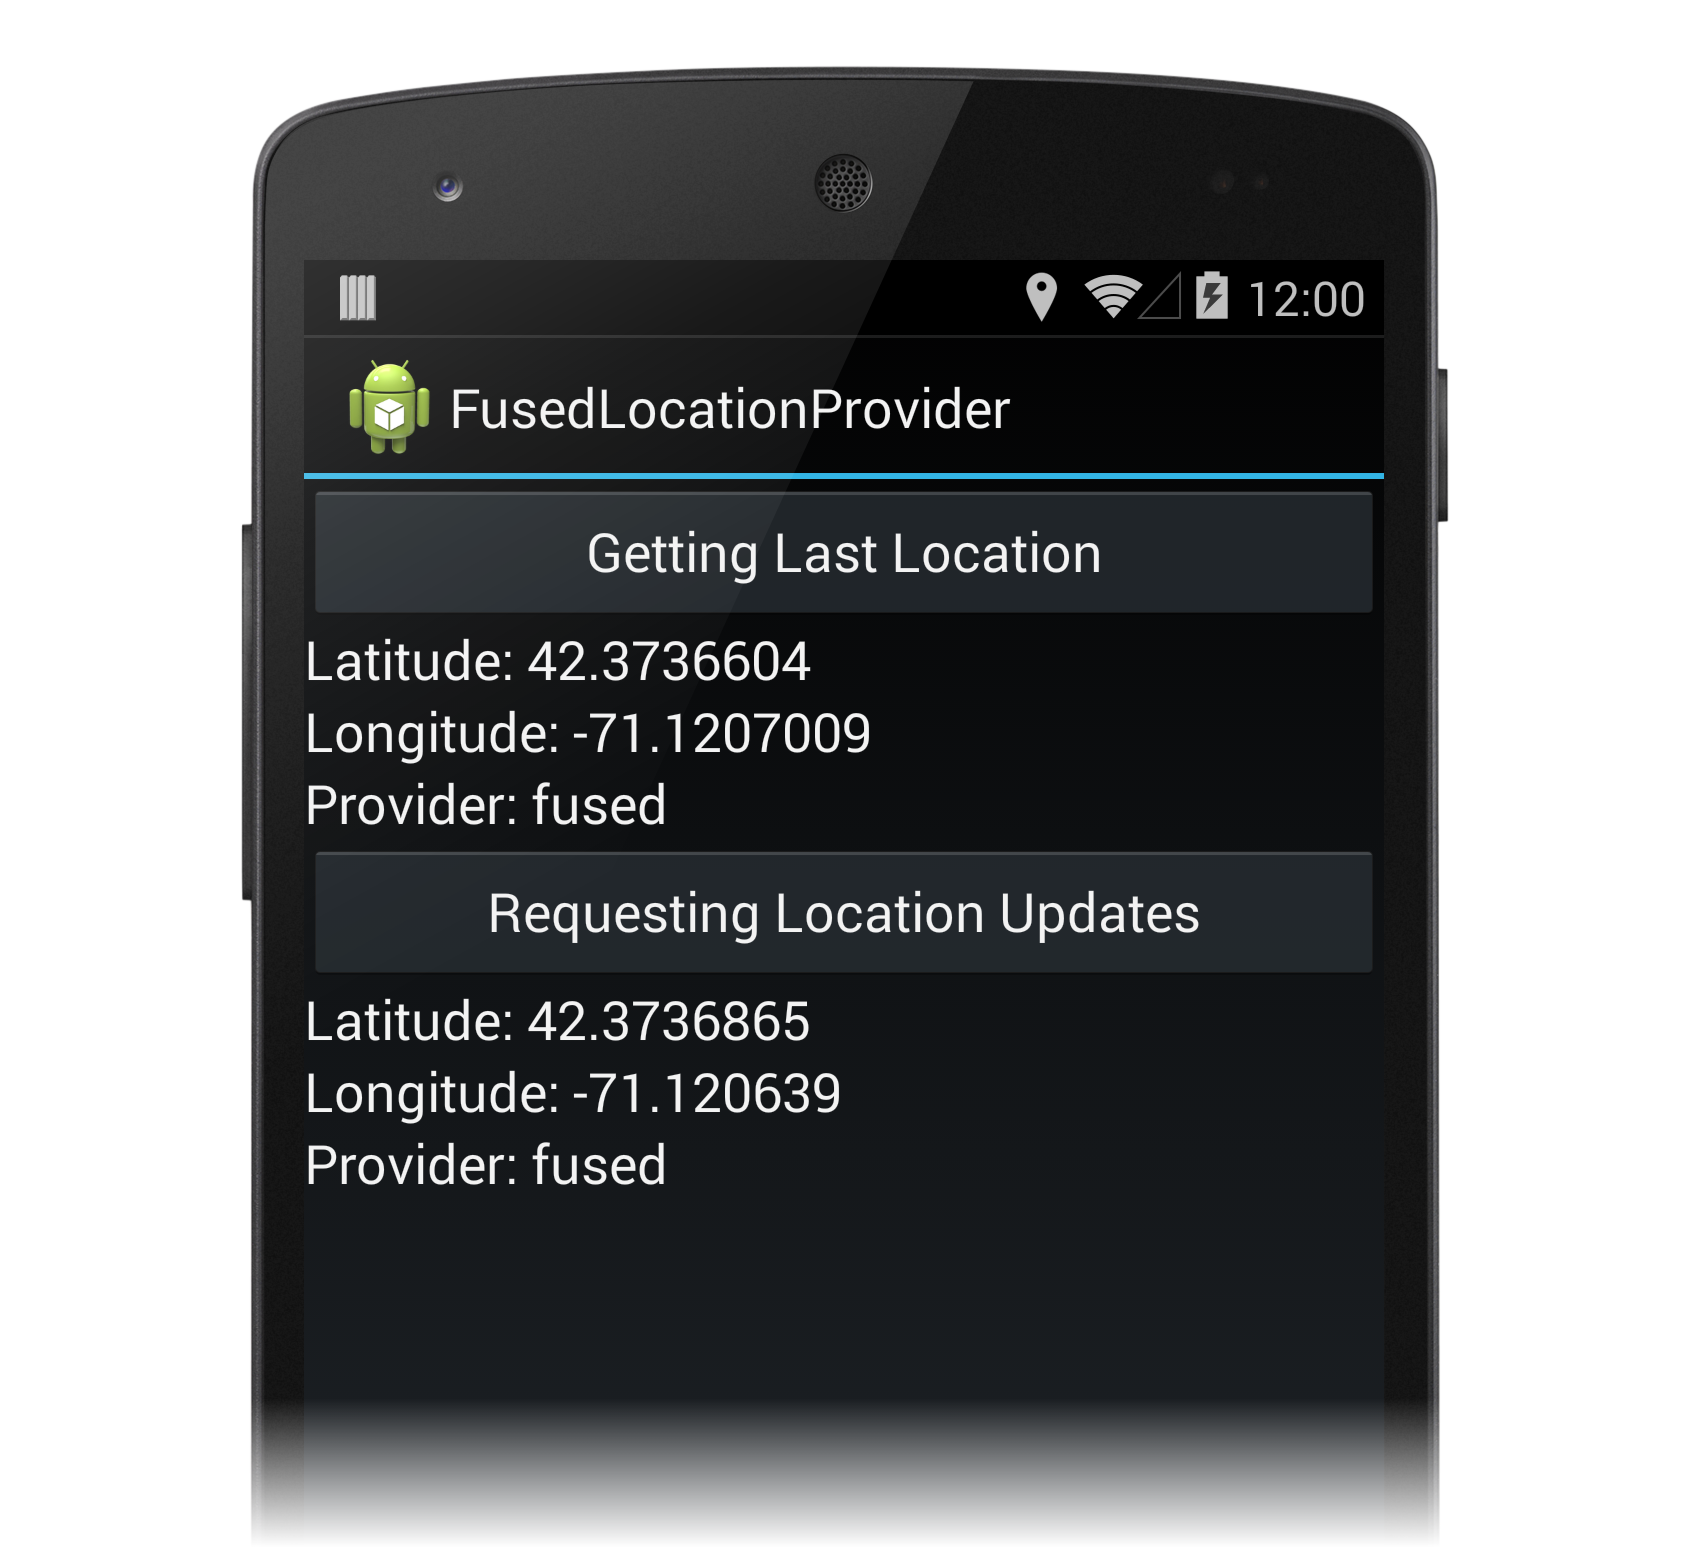 12:00
FusedLocationProvider
Getting Last Location
Latitude: 42.3736604
Longitude: -71.1207009
Provider: fused
Requesting Location Updates
Latitude: 42.3736865
Longitude: -71.120639
Provider: fused